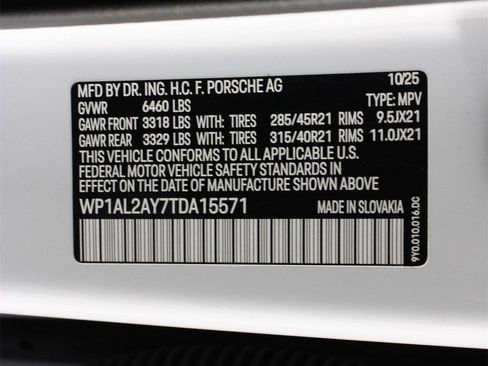 MFD BY DR. ING. H.C. F. PORSCHE AG 10/25
GVWR 6460 LBS TYPE: MPV
GAWR FRONT 3318 LBS WITH: TIRES 285/45R21 RIMS 9.5JX21
GAWR REAR 3329 LBS WITH: TIRES 315/40R21 RIMS 11.0JX21
THIS VEHICLE CONFORMS TO ALL APPLICABLE U.S.
FEDERAL MOTOR VEHICLE SAFETY STANDARDS IN
EFFECT ON THE DATE OF MANUFACTURE SHOWN ABOVE.
WP1AL2AY7TDA15571 MADE IN SLOVAKIA
9Y0.010.016.DC